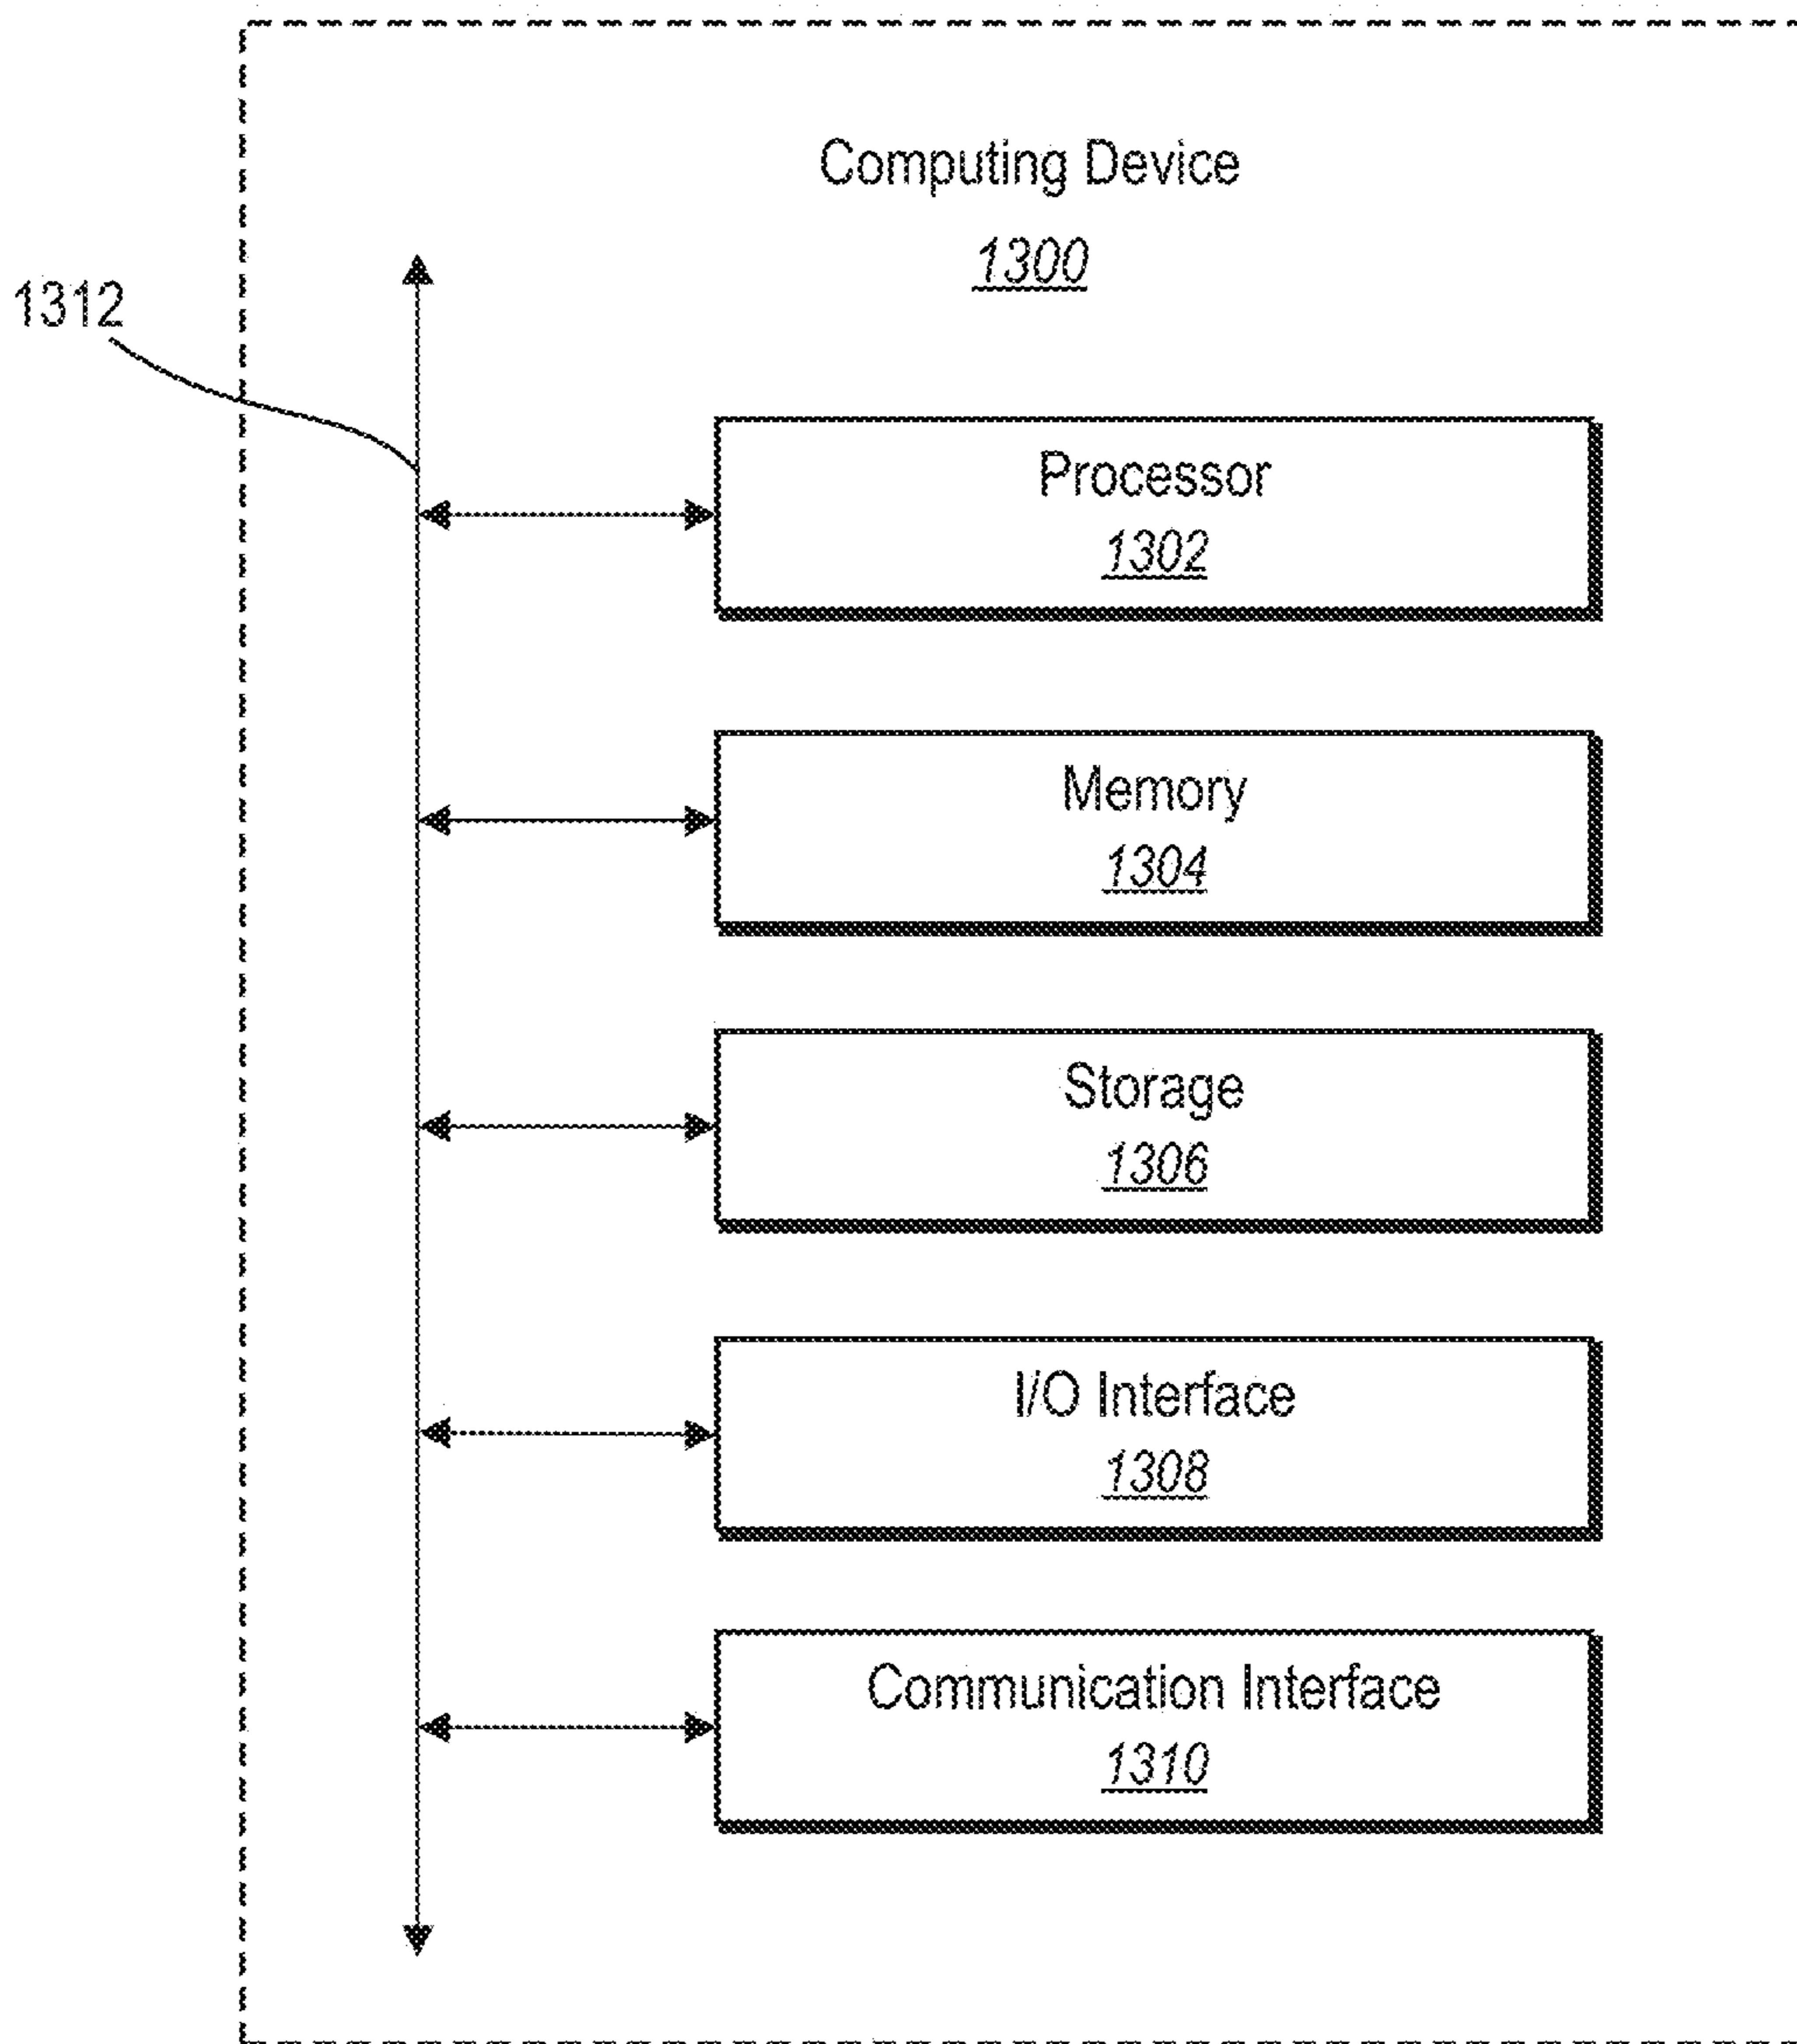 Computing Device
1300
1312
Processor
1302
Memory
1304
Storage
1306
I/O Interface
1308
Communication Interface
1310